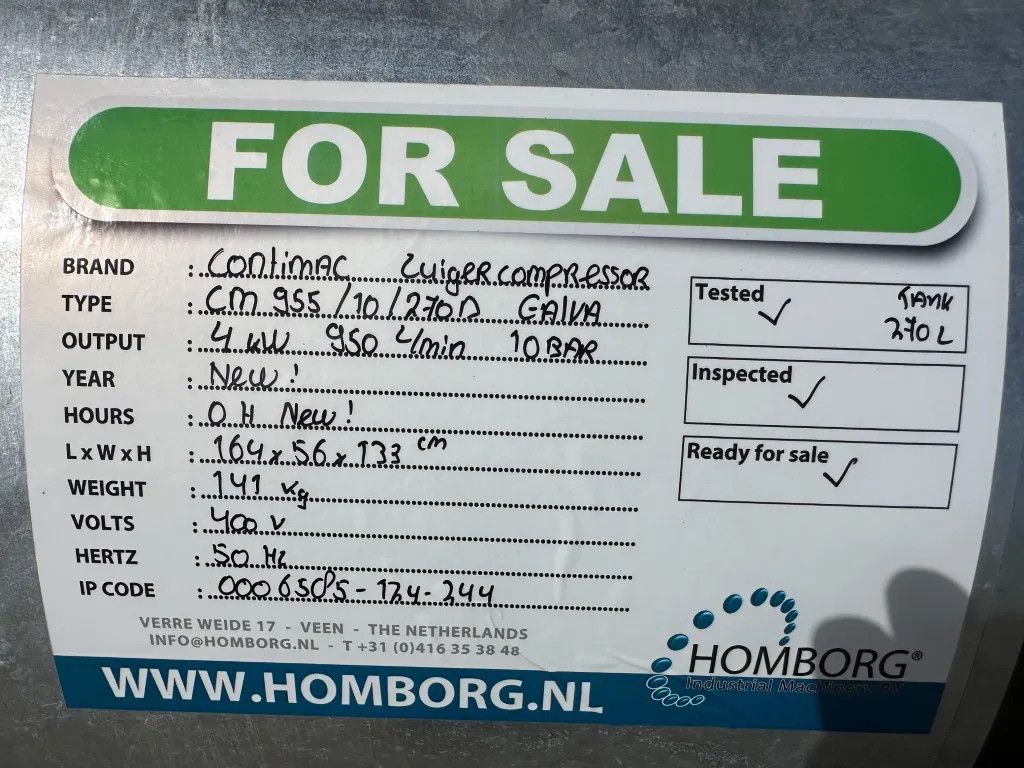 FOR SALE
BRAND : Contimac Zuigercompressor
TYPE : CM 955/10/270D GALVA
OUTPUT : 4 kW 950 L/min 10 BAR
YEAR : New!
HOURS : 0 H New!
L x W x H : 164 x 56 x 133 cm
WEIGHT : 141 kg
VOLTS : 400 V
HERTZ : 50 Hz
IP CODE :
Tested ✓ TANK
270 L
Inspected ✓
Ready for sale ✓
VERRE WEIDE 17 - VEEN - THE NETHERLANDS
INFO@HOMBORG.NL - T +31 (0)416 35 38 48
WWW.HOMBORG.NL
HOMBORG®
Industrial Machinery BV